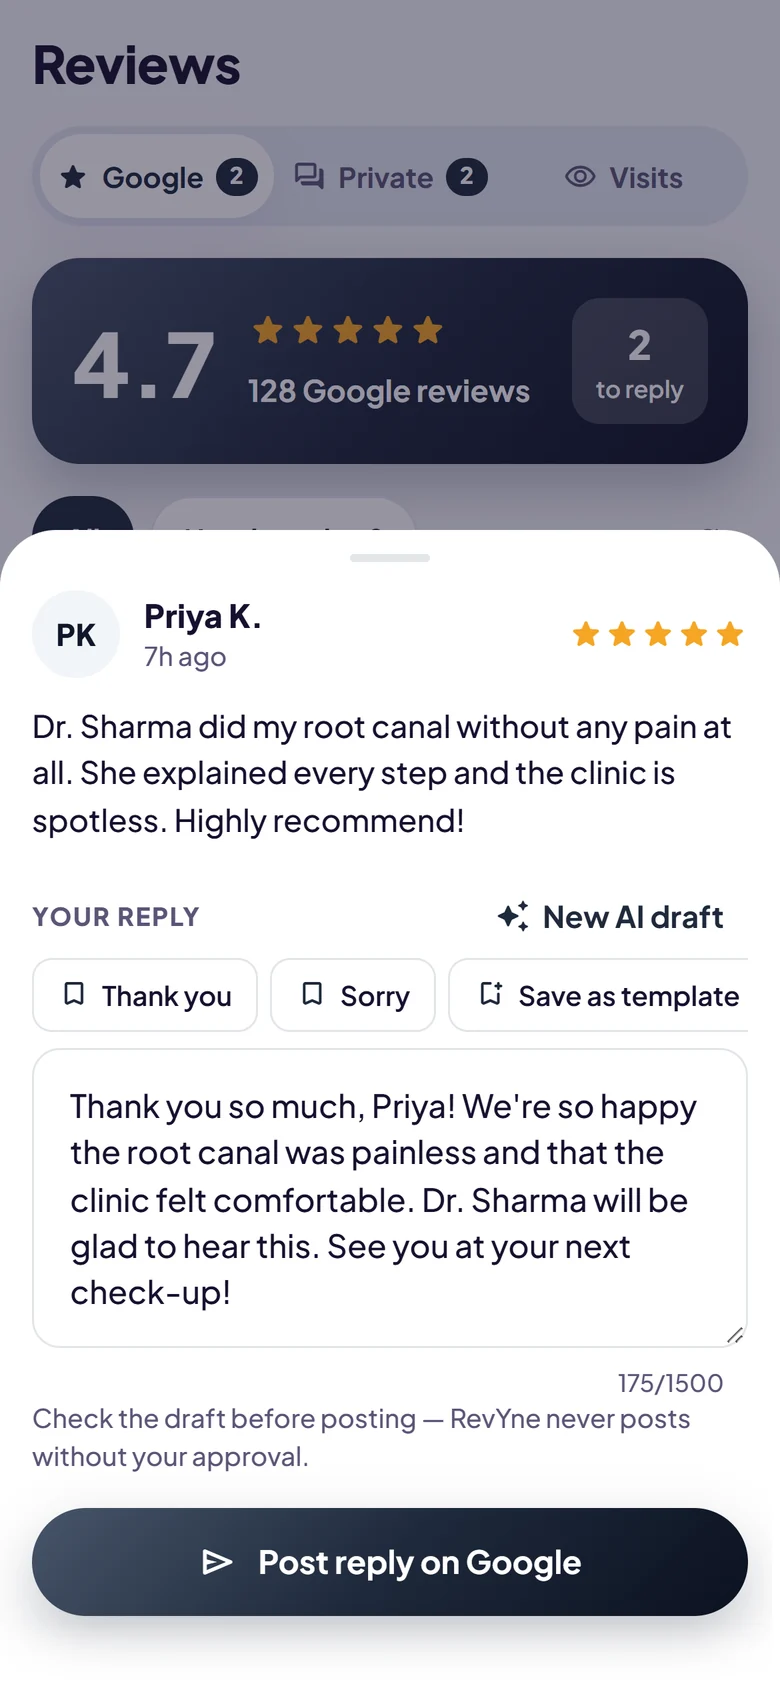 Reviews
Google 2
Private 2
Visits
4.7
128 Google reviews
2
to reply
PK
Priya K.
7h ago
Dr. Sharma did my root canal without any pain at
all. She explained every step and the clinic is
spotless. Highly recommend!
YOUR REPLY
New AI draft
Thank you
Sorry
Save as template
Thank you so much, Priya! We're so happy
the root canal was painless and that the
clinic felt comfortable. Dr. Sharma will be
glad to hear this. See you at your next
check-up!
175/1500
Check the draft before posting — RevYne never posts
without your approval.
Post reply on Google